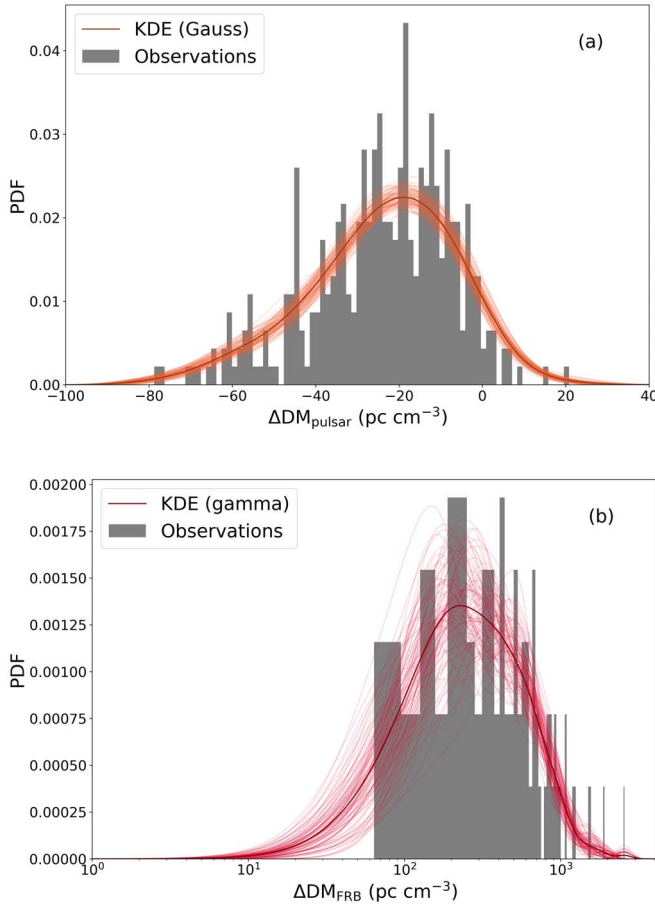 KDE (Gauss)
Observations
(a)
0.04
0.03
0.02
0.01
0.00
PDF
−100 −80 −60 −40 −20 0 20 40
ΔDM_pulsar (pc cm⁻³)
KDE (gamma)
Observations
(b)
0.00200
0.00175
0.00150
0.00125
0.00100
0.00075
0.00050
0.00025
0.00000
PDF
10⁰ 10¹ 10² 10³
ΔDM_FRB (pc cm⁻³)